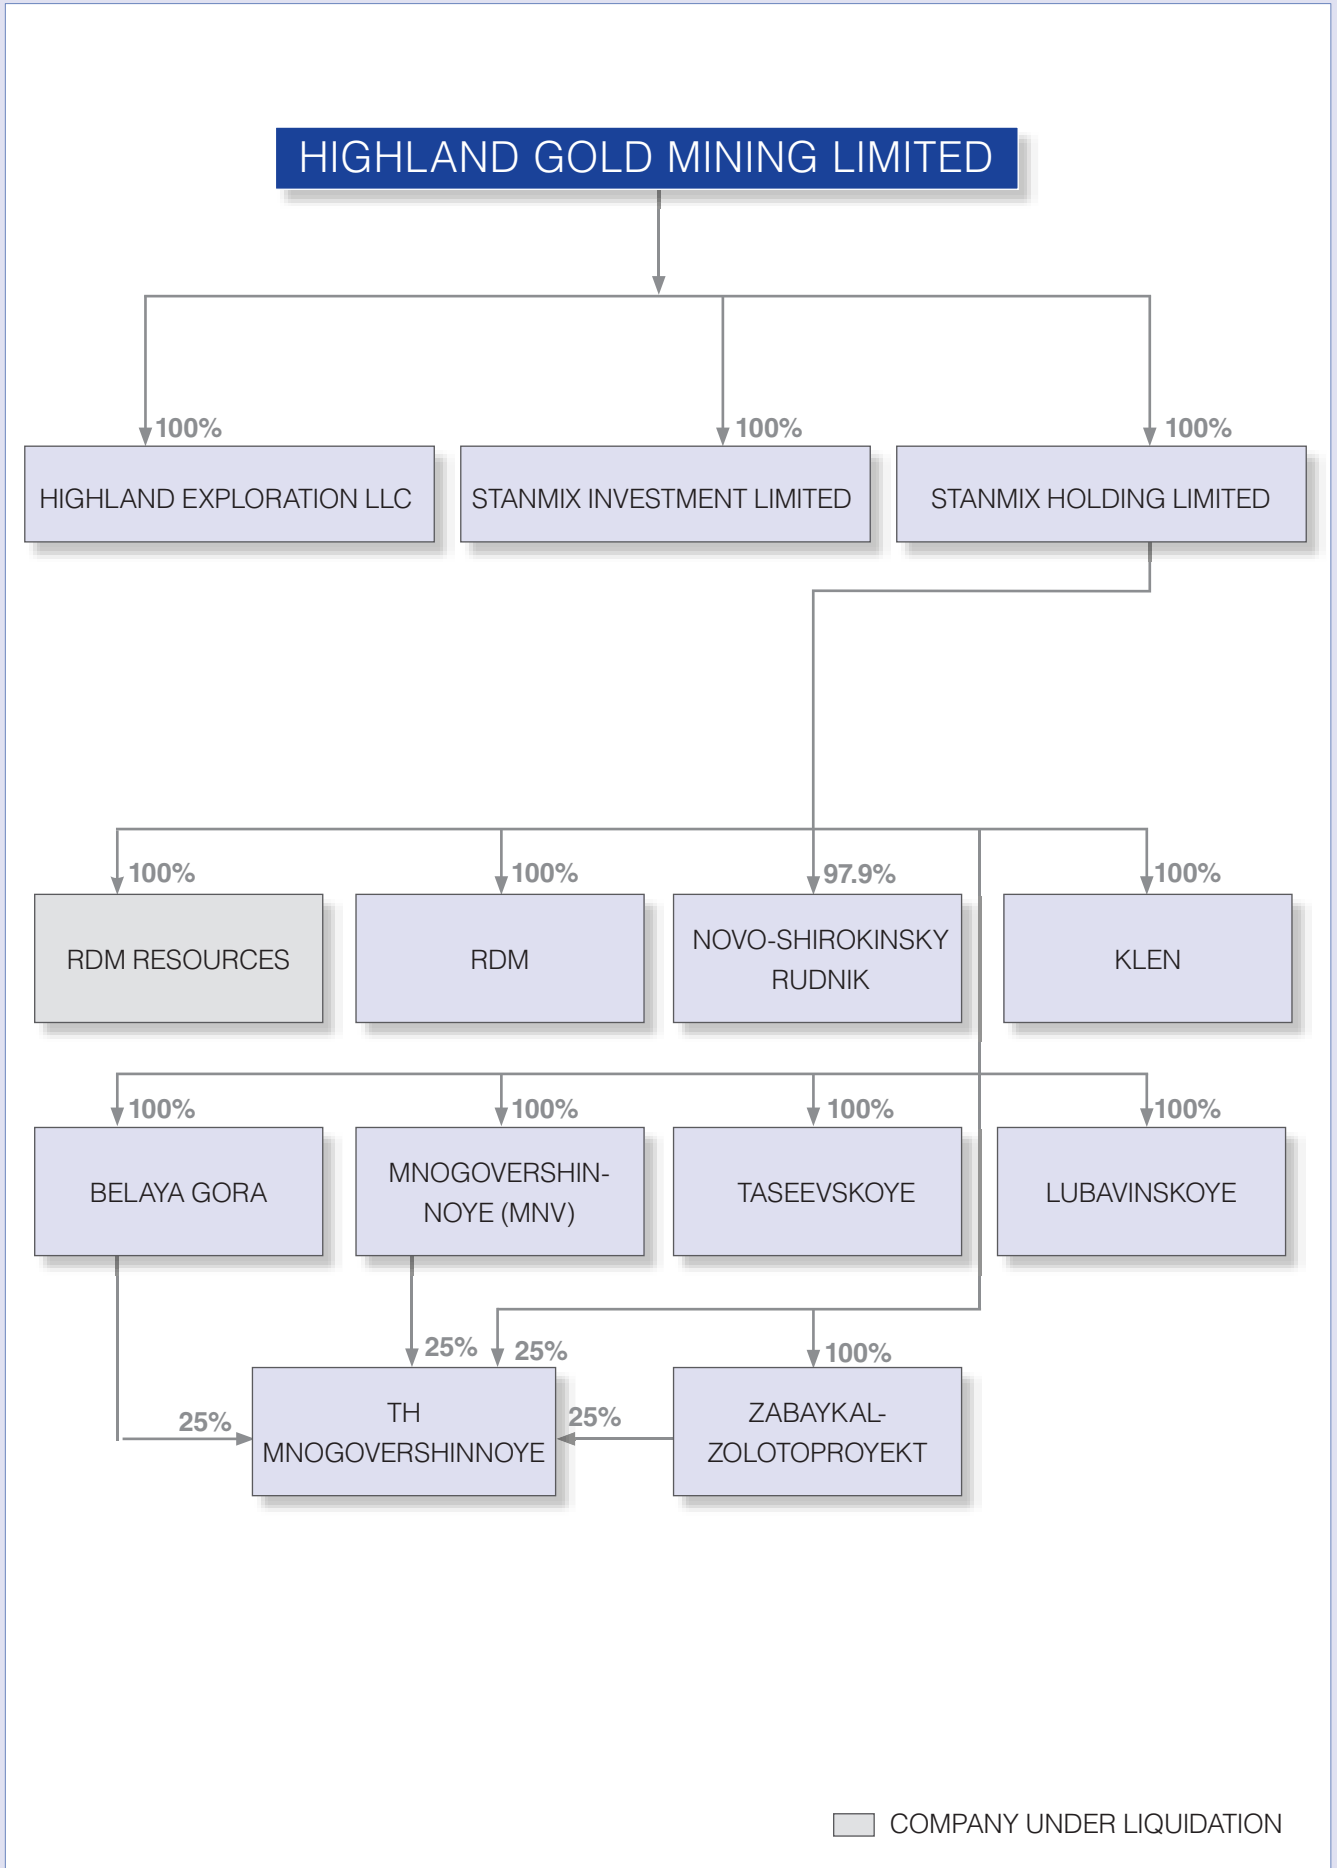 HIGHLAND GOLD MINING LIMITED
100%
100%
100%
HIGHLAND EXPLORATION LLC
STANMIX INVESTMENT LIMITED
STANMIX HOLDING LIMITED
100%
100%
97.9%
100%
RDM RESOURCES
RDM
NOVO-SHIROKINSKY
RUDNIK
KLEN
100%
100%
100%
100%
BELAYA GORA
MNOGOVERSHIN-
NOYE (MNV)
TASEEVSKOYE
LUBAVINSKOYE
25%
25%
100%
25%
TH
MNOGOVERSHINNOYE
25%
ZABAYKAL-
ZOLOTOPROYEKT
COMPANY UNDER LIQUIDATION